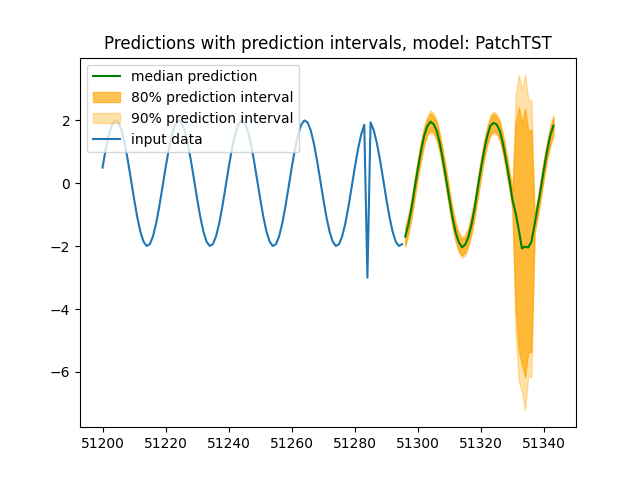 Predictions with prediction intervals, model: PatchTST
median prediction
80% prediction interval
90% prediction interval
input data
2
0
−2
−4
−6
51200 51220 51240 51260 51280 51300 51320 51340